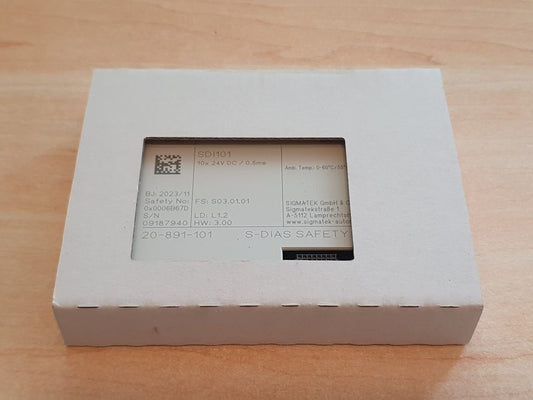 SDI101
10x 24V DC / 0.5ms
Amb. Temp.: 0-60°C/
BJ: 2023/11
Safety No: FS: S03.01.01
0x0006B67D
S/N LD: L1.2
09187940 HW: 3.00
SIGMATEK GmbH &
Sigmatekstraße 1
A-5112 Lamprechts
www.sigmatek-auto
20-891-101 S-DIAS SAFETY